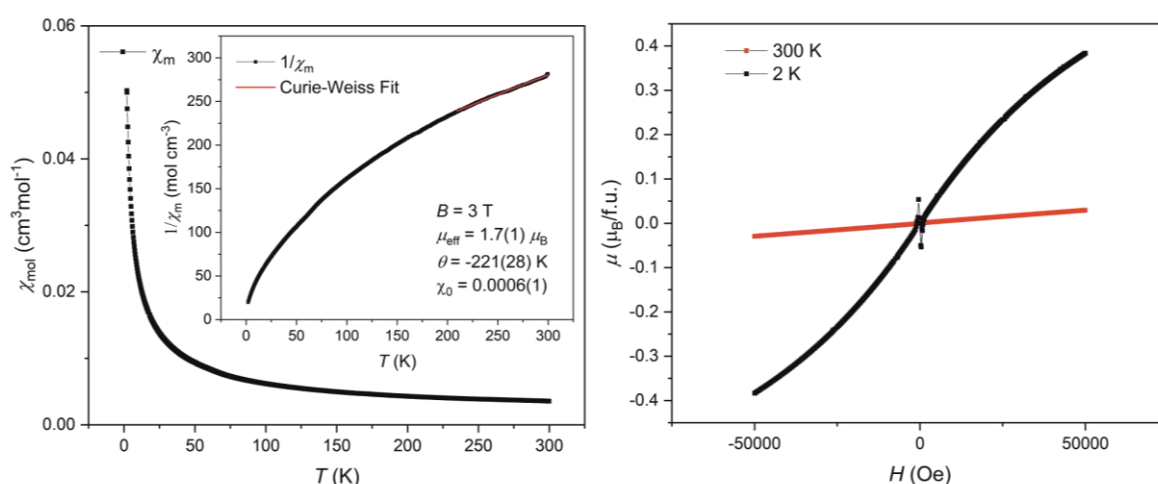 0.06
0.04
0.02
0.00
χmol (cm³mol⁻¹)
0
50
100
150
200
250
300
T (K)
χm
300
250
200
150
100
50
0
1/χm (mol cm⁻³)
0
50
100
150
200
250
300
T (K)
1/χm
Curie-Weiss Fit
B = 3 T
μeff = 1.7(1) μB
θ = -221(28) K
χ0 = 0.0006(1)
300 K
2 K
0.4
0.3
0.2
0.1
0.0
-0.1
-0.2
-0.3
-0.4
μ (μB/f.u.)
-50000
0
50000
H (Oe)